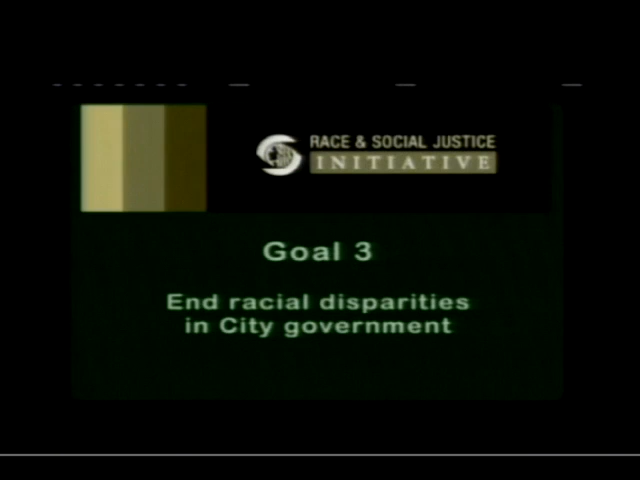 RACE & SOCIAL JUSTICE
INITIATIVE
Goal 3
End racial disparities
in City government